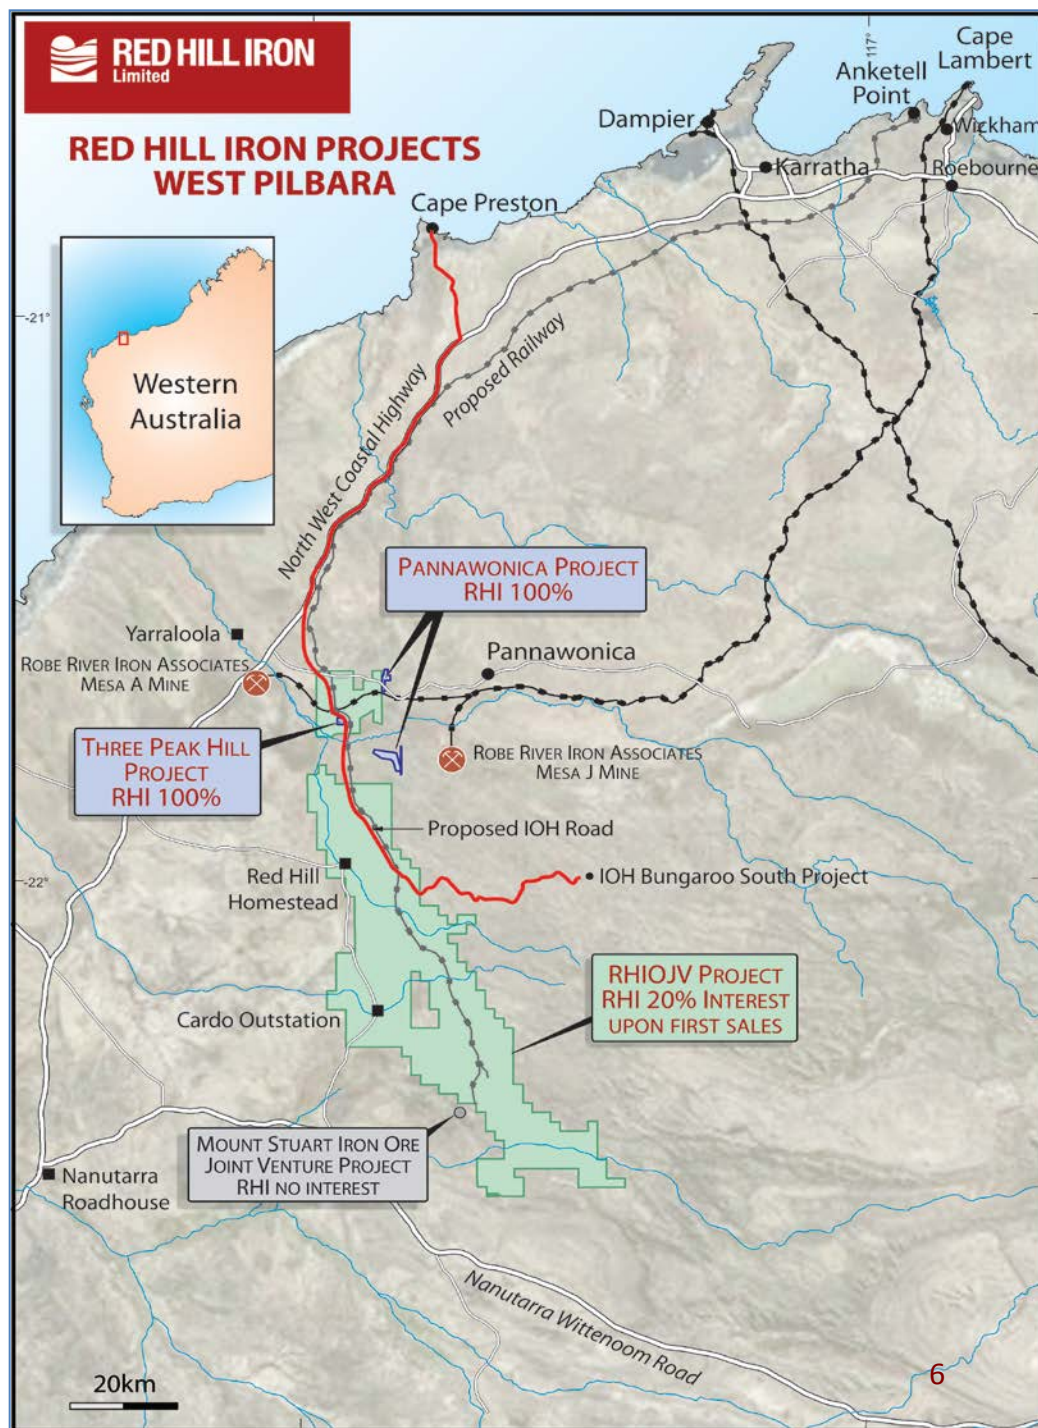 RED HILL IRON
Limited
RED HILL IRON PROJECTS
WEST PILBARA
117°
Cape
Lambert
Anketell
Point
Dampier
Wickham
Karratha
Roebourne
Cape Preston
-21°
Western
Australia
North West Coastal Highway
Proposed Railway
PANNAWONICA PROJECT
RHI 100%
Yarraloola
Pannawonica
ROBE RIVER IRON ASSOCIATES
MESA A MINE
THREE PEAK HILL
PROJECT
RHI 100%
ROBE RIVER IRON ASSOCIATES
MESA J MINE
Proposed IOH Road
-22°
Red Hill
Homestead
IOH Bungaroo South Project
RHIOJV PROJECT
RHI 20% INTEREST
UPON FIRST SALES
Cardo Outstation
MOUNT STUART IRON ORE
JOINT VENTURE PROJECT
RHI NO INTEREST
Nanutarra
Roadhouse
Nanutarra Wittenoom Road
20km
6